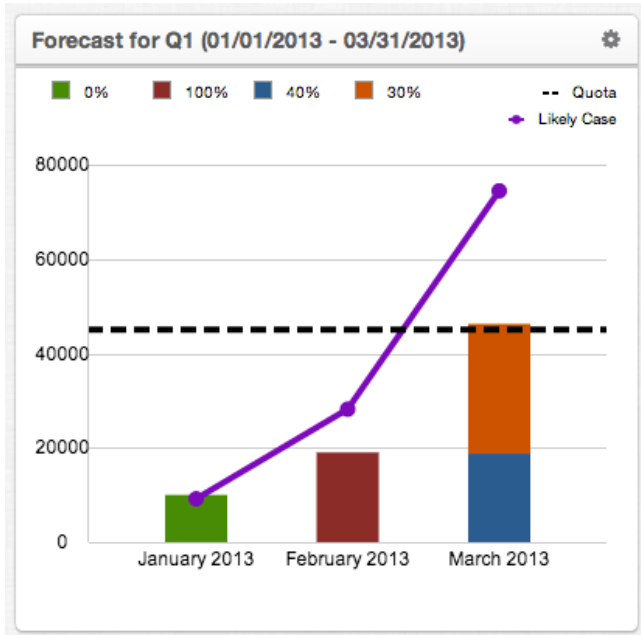 Forecast for Q1 (01/01/2013 - 03/31/2013)
0% 100% 40% 30% Quota
Likely Case
80000
60000
40000
20000
0
January 2013 February 2013 March 2013